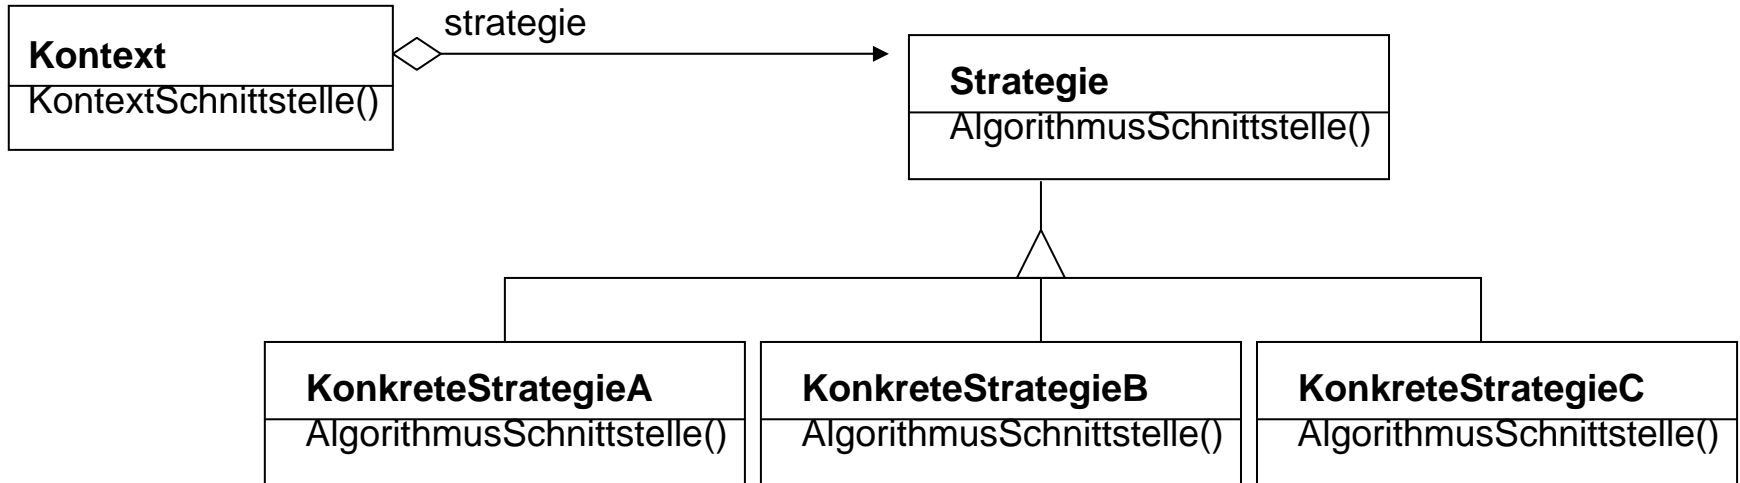 strategie
Kontext
KontextSchnittstelle()
Strategie
AlgorithmusSchnittstelle()
KonkreteStrategieA
AlgorithmusSchnittstelle()
KonkreteStrategieB
AlgorithmusSchnittstelle()
KonkreteStrategieC
AlgorithmusSchnittstelle()